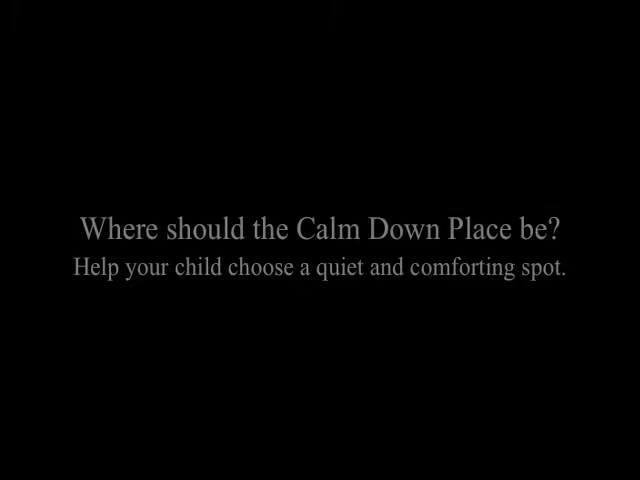 Where should the Calm Down Place be?
Help your child choose a quiet and comforting spot.